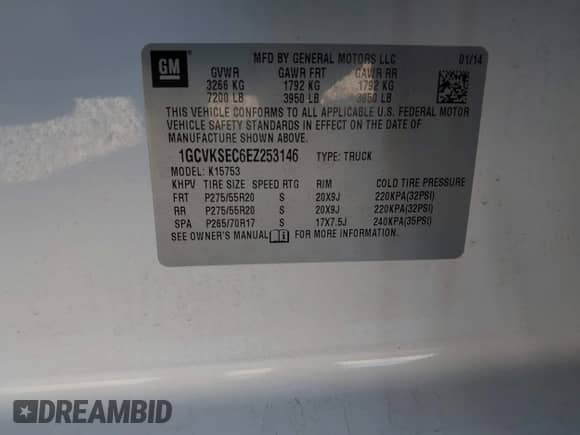 GM
MFD BY GENERAL MOTORS LLC 01/14
GVWR GAWR FRT GAWR RR
3266 KG 1792 KG 1792 KG
7200 LB 3950 LB 3950 LB
THIS VEHICLE CONFORMS TO ALL APPLICABLE U.S. FEDERAL MOTOR
VEHICLE SAFETY STANDARDS IN EFFECT ON THE DATE OF
MANUFACTURE SHOWN ABOVE.
1GCVKSEC6EZ253146 TYPE: TRUCK
MODEL: K15753
KHPV TIRE SIZE SPEED RTG RIM
FRT P275/55R20 S 20X9J 220KPA(32PSI)
RR P275/55R20 S 20X9J 220KPA(32PSI)
SPA P265/70R17 S 17X7.5J 240KPA(35PSI)
SEE OWNER'S MANUAL FOR MORE INFORMATION.
DREAMBID